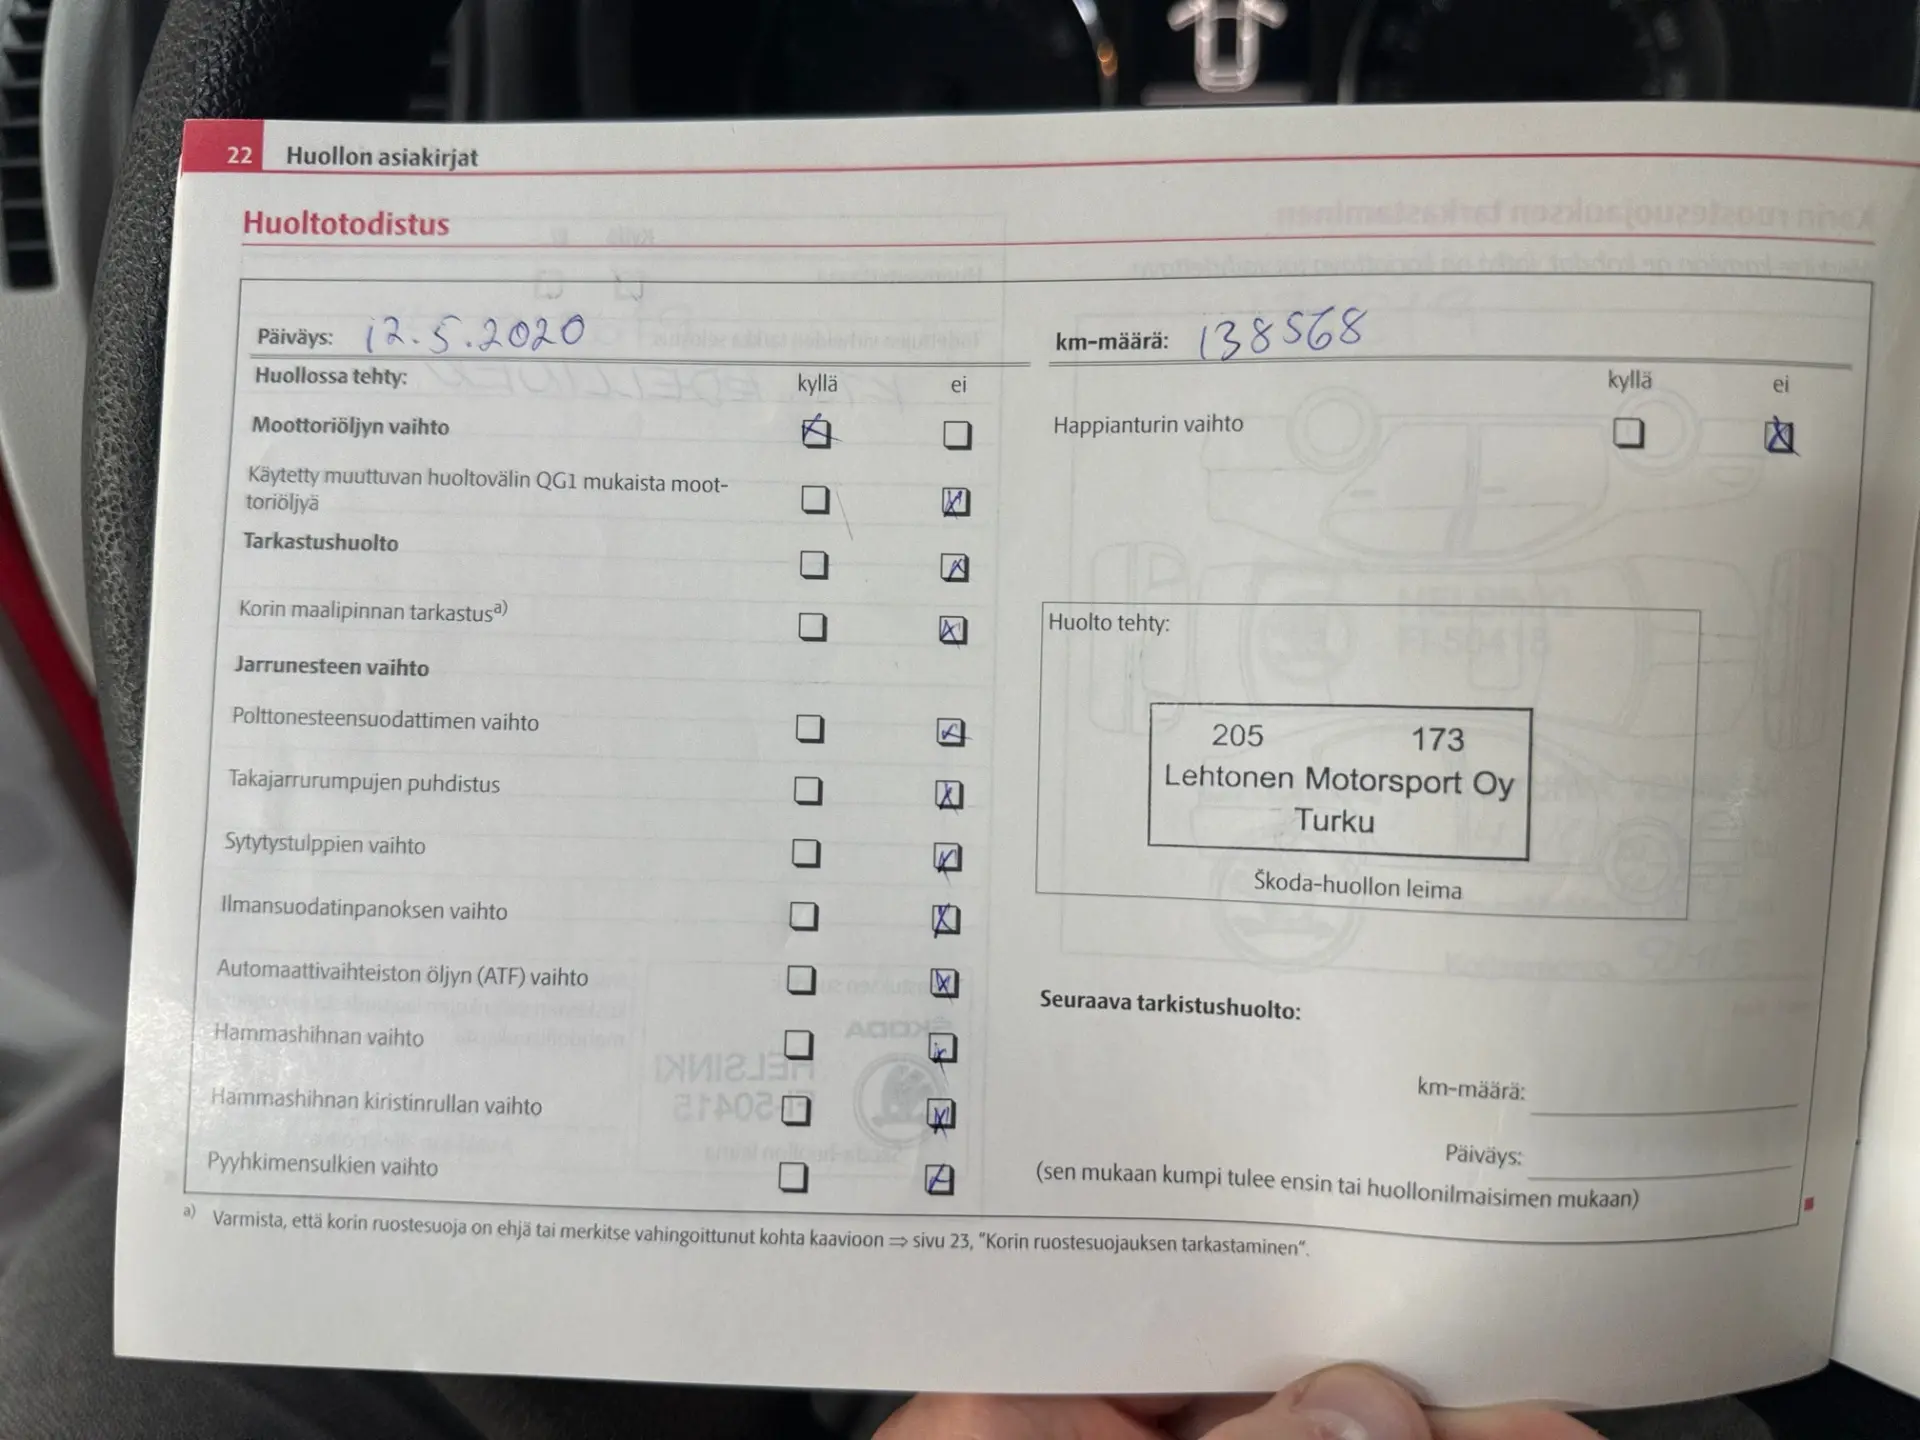 22 Huollon asiakirjat
Huoltotodistus
Päiväys: 12.5.2020
km-määrä: 138568
Huollossa tehty: kyllä ei
kyllä ei
Moottoriöljyn vaihto
Happianturin vaihto
Käytetty muuttuvan huoltovälin QG1 mukaista moot-
toriöljyä
Tarkastushuolto
Korin maalipinnan tarkastusa)
Jarrunesteen vaihto
Polttonesteensuodattimen vaihto
Takajarrurumpujen puhdistus
Sytytystulppien vaihto
Ilmansuodatinpanoksen vaihto
Automaattivaihteiston öljyn (ATF) vaihto
Hammashihnan vaihto
Hammashihnan kiristinrullan vaihto
Pyyhkimensulkien vaihto
Huolto tehty:
205 173
Lehtonen Motorsport Oy
Turku
Škoda-huollon leima
Seuraava tarkistushuolto:
km-määrä:
Päiväys:
(sen mukaan kumpi tulee ensin tai huollonilmaisimen mukaan)
a) Varmista, että korin ruostesuoja on ehjä tai merkitse vahingoittunut kohta kaavioon ⇒ sivu 23, "Korin ruostesuojauksen tarkastaminen".